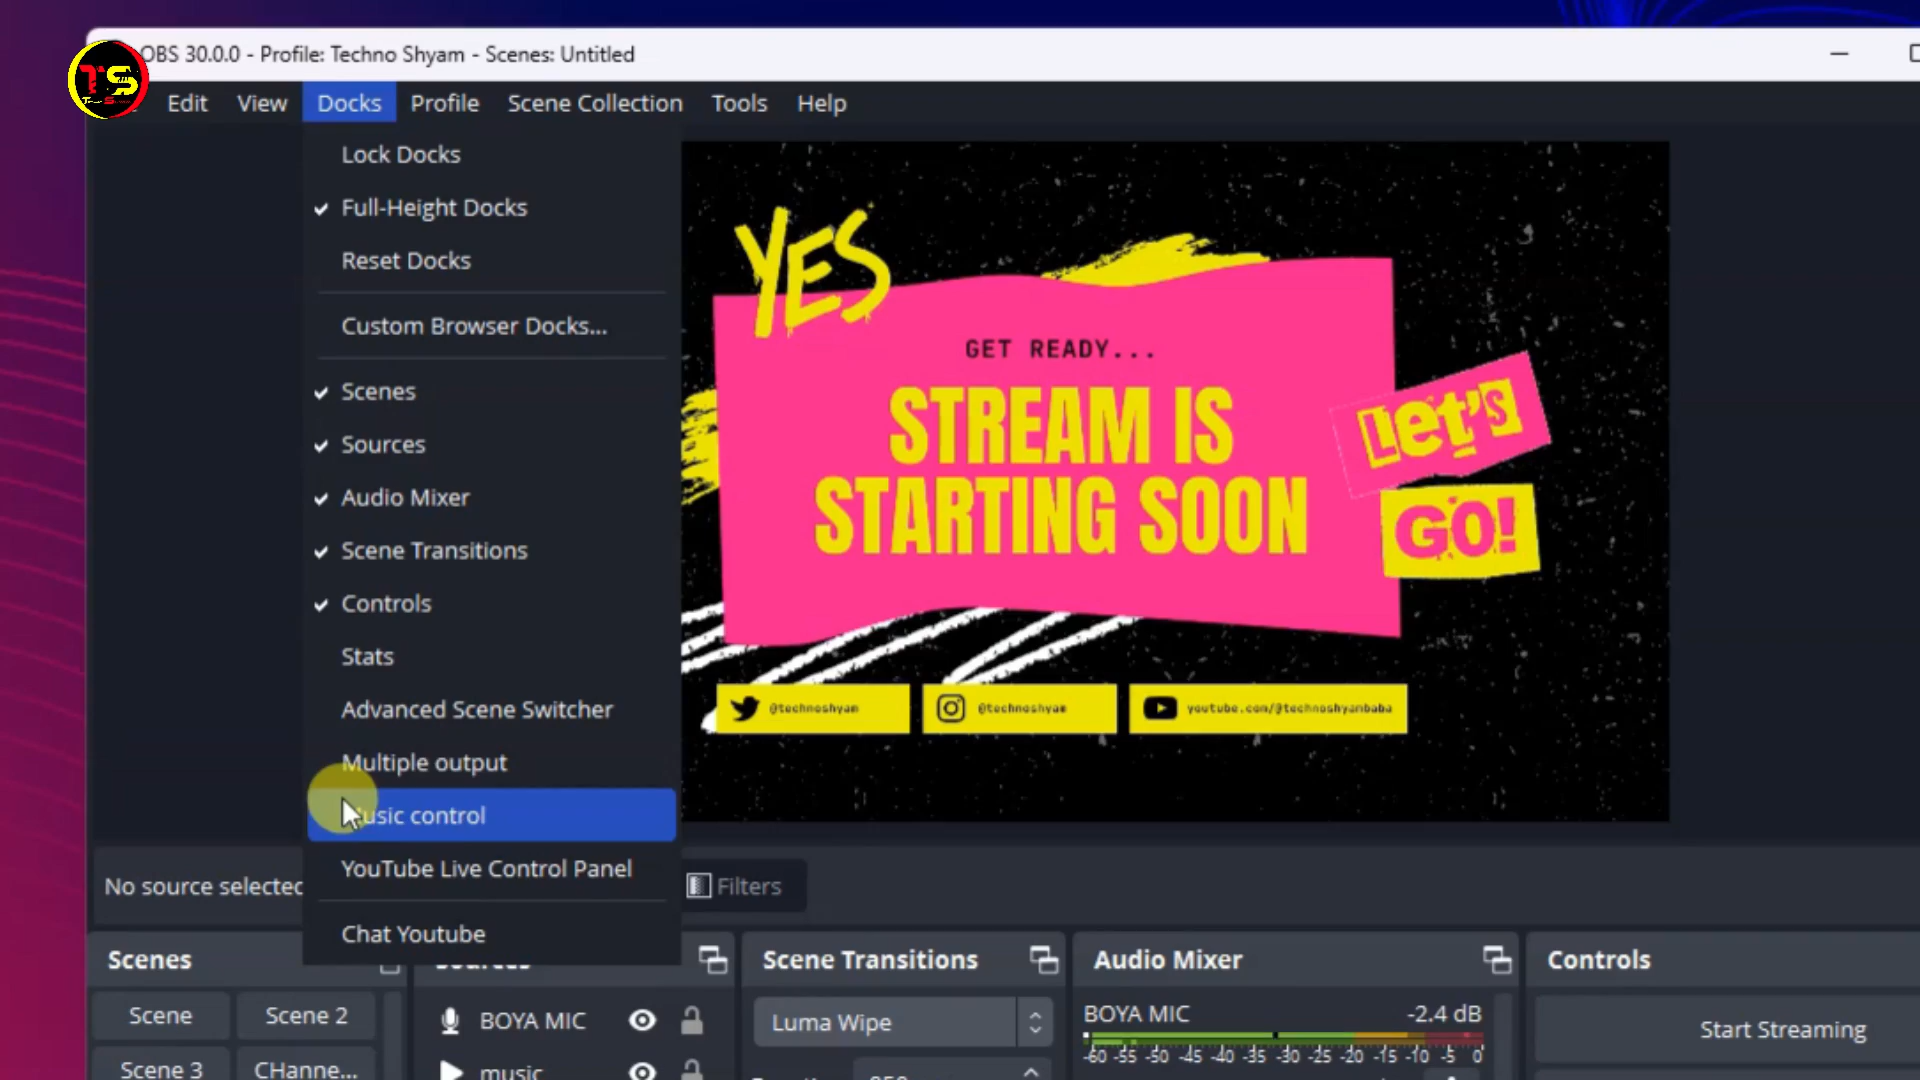 OBS 30.0.0 - Profile: Techno Shyam - Scenes: Untitled
TS
Edit View Docks Profile Scene Collection Tools Help
Lock Docks
Full-Height Docks
Reset Docks
Custom Browser Docks...
Scenes
Sources
Audio Mixer
Scene Transitions
Controls
Stats
Advanced Scene Switcher
Multiple output
Music control
YouTube Live Control Panel
Chat Youtube
YES
GET READY...
STREAM IS
STARTING SOON
Let's
GO!
@technoshyam @technoshyam youtube.com/@technoshyambaba
No source selected Filters
Scenes Sources Scene Transitions Audio Mixer Controls
Scene Scene 2 BOYA MIC Luma Wipe BOYA MIC -2.4 dB Start Streaming
-60 -55 -50 -45 -40 -35 -30 -25 -20 -15 -10 -5 0
Scene 3 CHanne... music